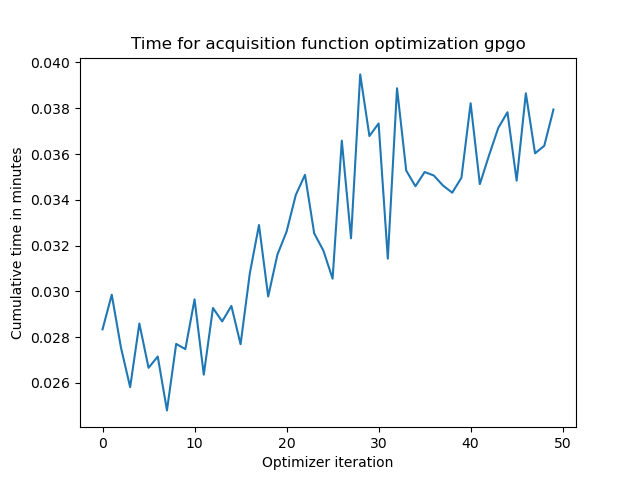 Time for acquisition function optimization gpgo
0.040
0.038
0.036
0.034
0.032
0.030
0.028
0.026
Cumulative time in minutes
0 10 20 30 40 50
Optimizer iteration